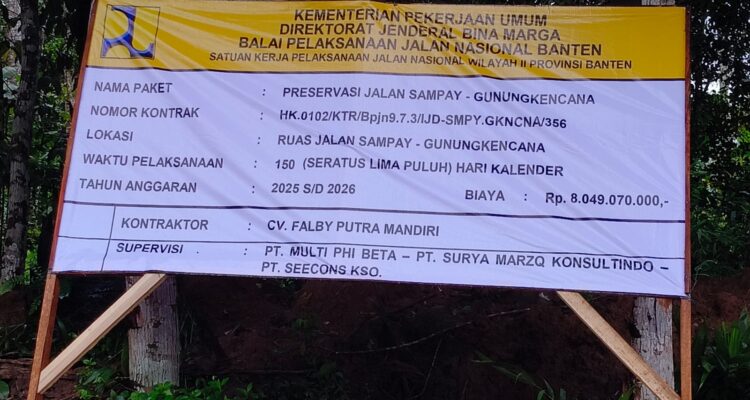 KEMENTERIAN PEKERJAAN UMUM
DIREKTORAT JENDERAL BINA MARGA
BALAI PELAKSANAAN JALAN NASIONAL BANTEN
SATUAN KERJA PELAKSANAAN JALAN NASIONAL WILAYAH II PROVINSI BANTEN
NAMA PAKET : PRESERVASI JALAN SAMPAY - GUNUNGKENCANA
NOMOR KONTRAK : HK.0102/KTR/Bpjn9.7.3/IJD-SMPY.GKNCNA/356
LOKASI : RUAS JALAN SAMPAY - GUNUNGKENCANA
WAKTU PELAKSANAAN : 150 (SERATUS LIMA PULUH) HARI KALENDER
TAHUN ANGGARAN : 2025 S/D 2026 BIAYA : Rp. 8.049.070.000,-
KONTRAKTOR : CV. FALBY PUTRA MANDIRI
SUPERVISI : PT. MULTI PHI BETA – PT. SURYA MARZQ KONSULTINDO –
PT. SEECONS KSO.